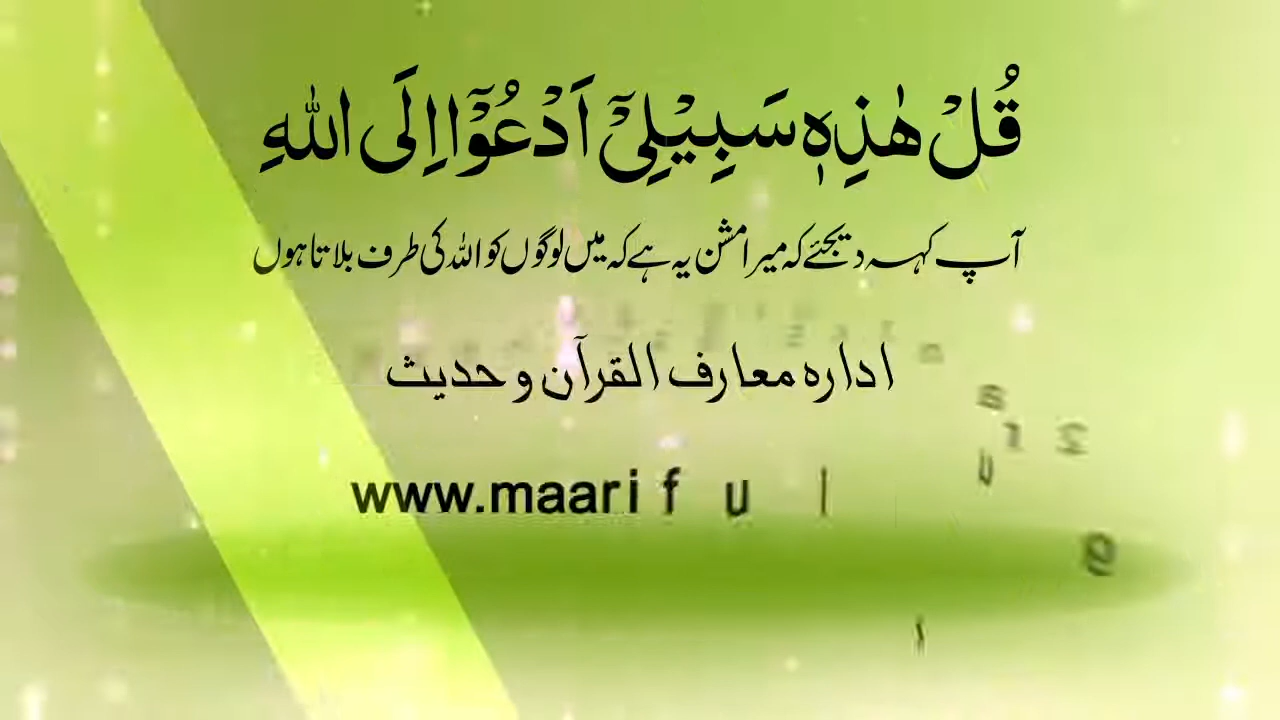 قُلْ هٰذِهٖ سَبِيْلِيْٓ اَدْعُوْٓا اِلَى اللّٰهِ
آپ کہہ دیجئے کہ میرا مشن یہ ہے کہ میں لوگوں کو اللہ کی طرف بلاتا ہوں
ادارہ معارف القرآن و حدیث
www.maarif u l